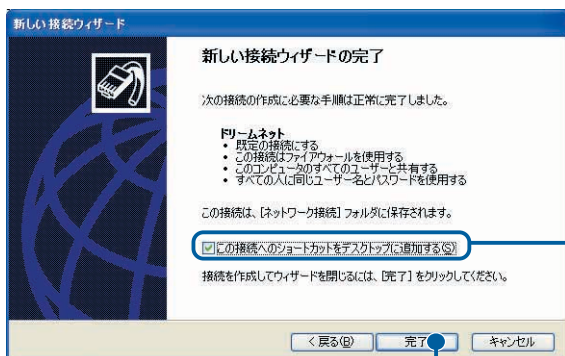 新しい接続ウィザード
新しい接続ウィザードの完了
次の接続の作成に必要な手順は正常に完了しました。
ドリームネット
• 既定の接続にする
• この接続はファイアウォールを使用する
• このコンピュータのすべてのユーザーと共有する
• すべての人に同じユーザー名とパスワードを使用する
この接続は、[ネットワーク接続] フォルダに保存されます。
この接続へのショートカットをデスクトップに追加する(S)
接続を作成してウィザードを閉じるには、[完了] をクリックしてください。
< 戻る(B) 完了 キャンセル